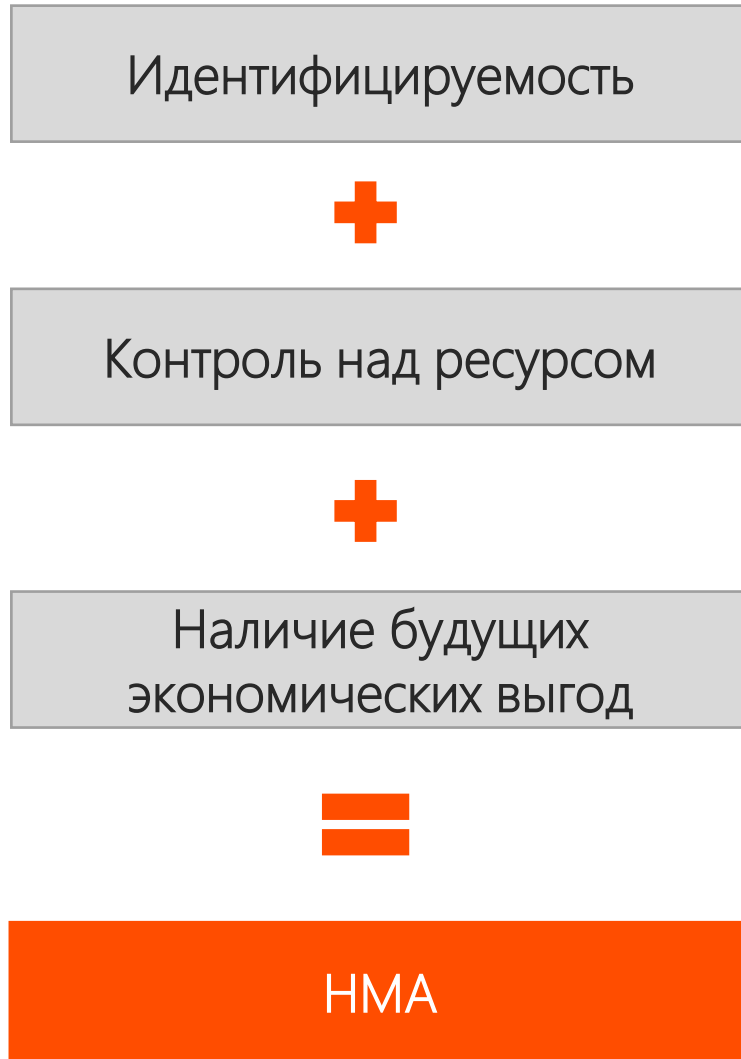 Идентифицируемость
Контроль над ресурсом
Наличие будущих
экономических выгод
НМА